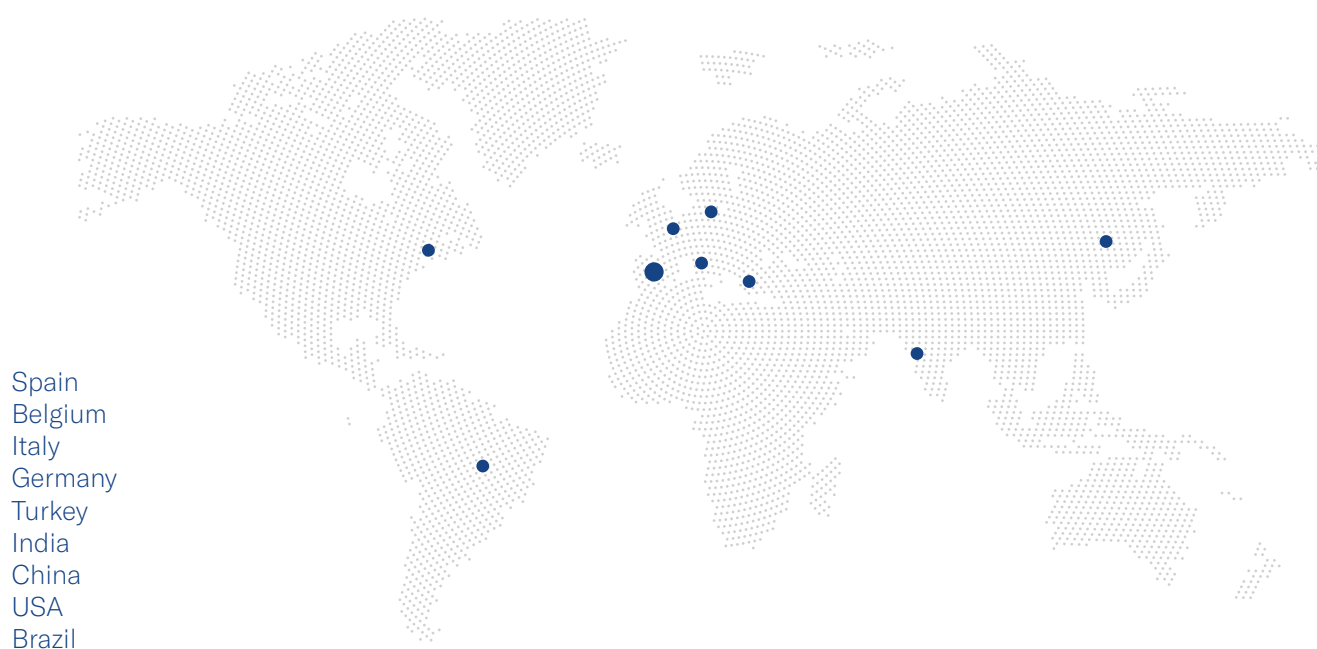 Spain
Belgium
Italy
Germany
Turkey
India
China
USA
Brazil